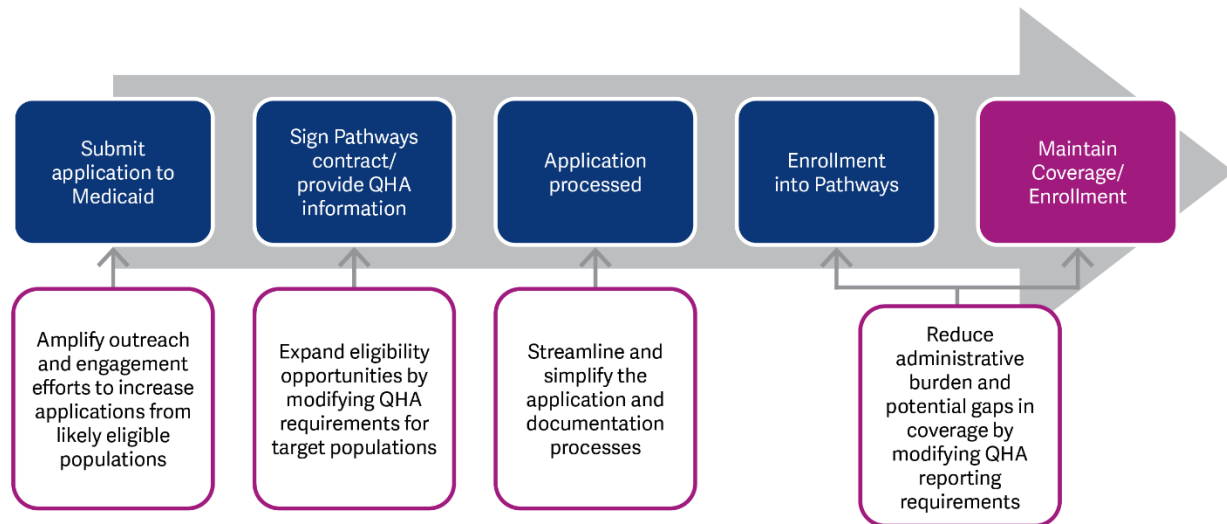 Submit
application to
Medicaid
Sign Pathways
contract/
provide QHA
information
Application
processed
Enrollment
into Pathways
Maintain
Coverage/
Enrollment
Amplify outreach
and engagement
efforts to increase
applications from
likely eligible
populations
Expand eligibility
opportunities by
modifying QHA
requirements for
target populations
Streamline and
simplify the
application and
documentation
processes
Reduce
administrative
burden and
potential gaps in
coverage by
modifying QHA
reporting
requirements